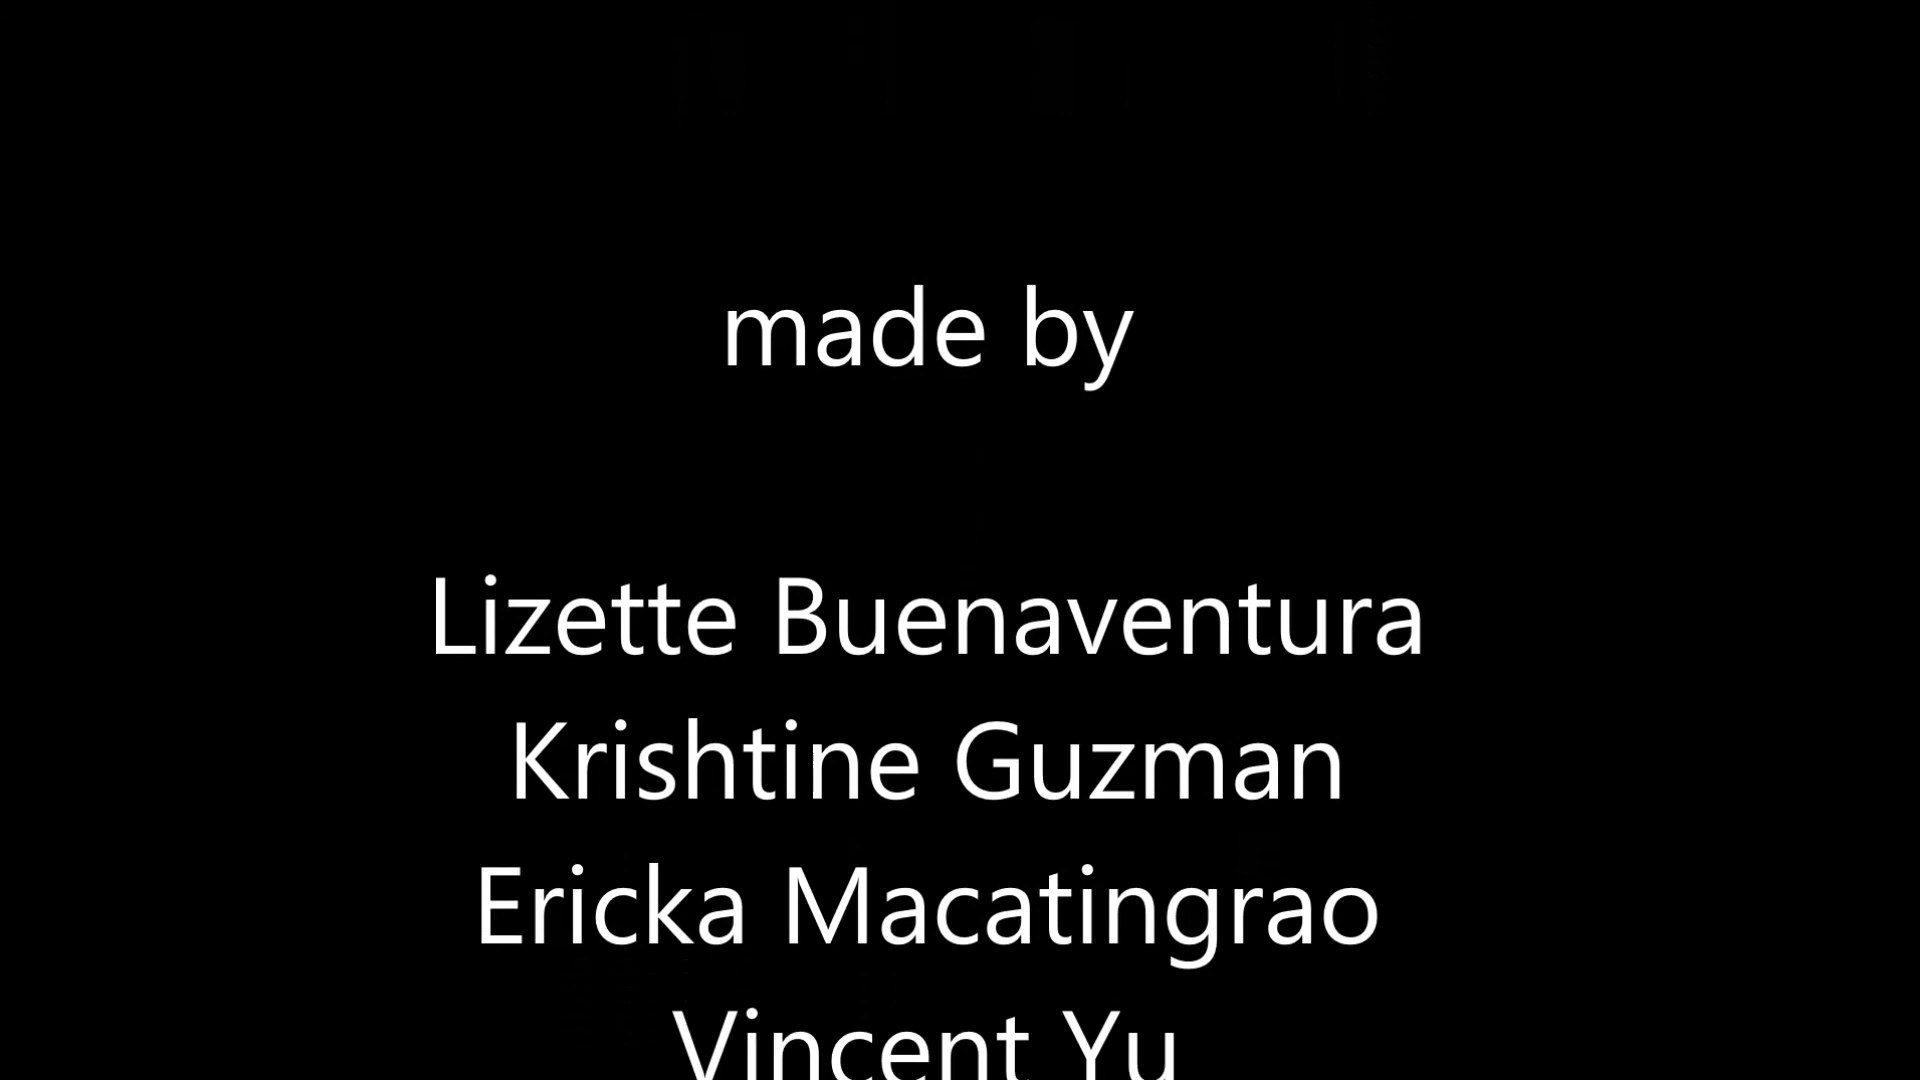 made by
Lizette Buenaventura
Krishtine Guzman
Ericka Macatingrao
Vincent Yu